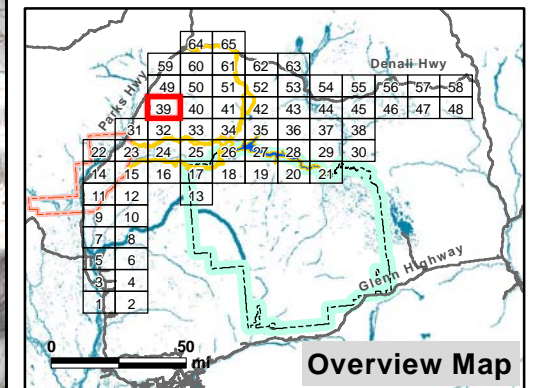 64 65
59 60 61 62 63
Denali Hwy
Parks Hwy
49 50 51 52 53 54 55 56 57 58
39 40 41 42 43 44 45 46 47 48
31 32 33 34 35 36 37 38
22 23 24 25 26 27 28 29 30
14 15 16 17 18 19 20 21
11 12 13
9 10
7 8
5 6
3 4
1 2
Glenn Highway
0 50
mi
Overview Map